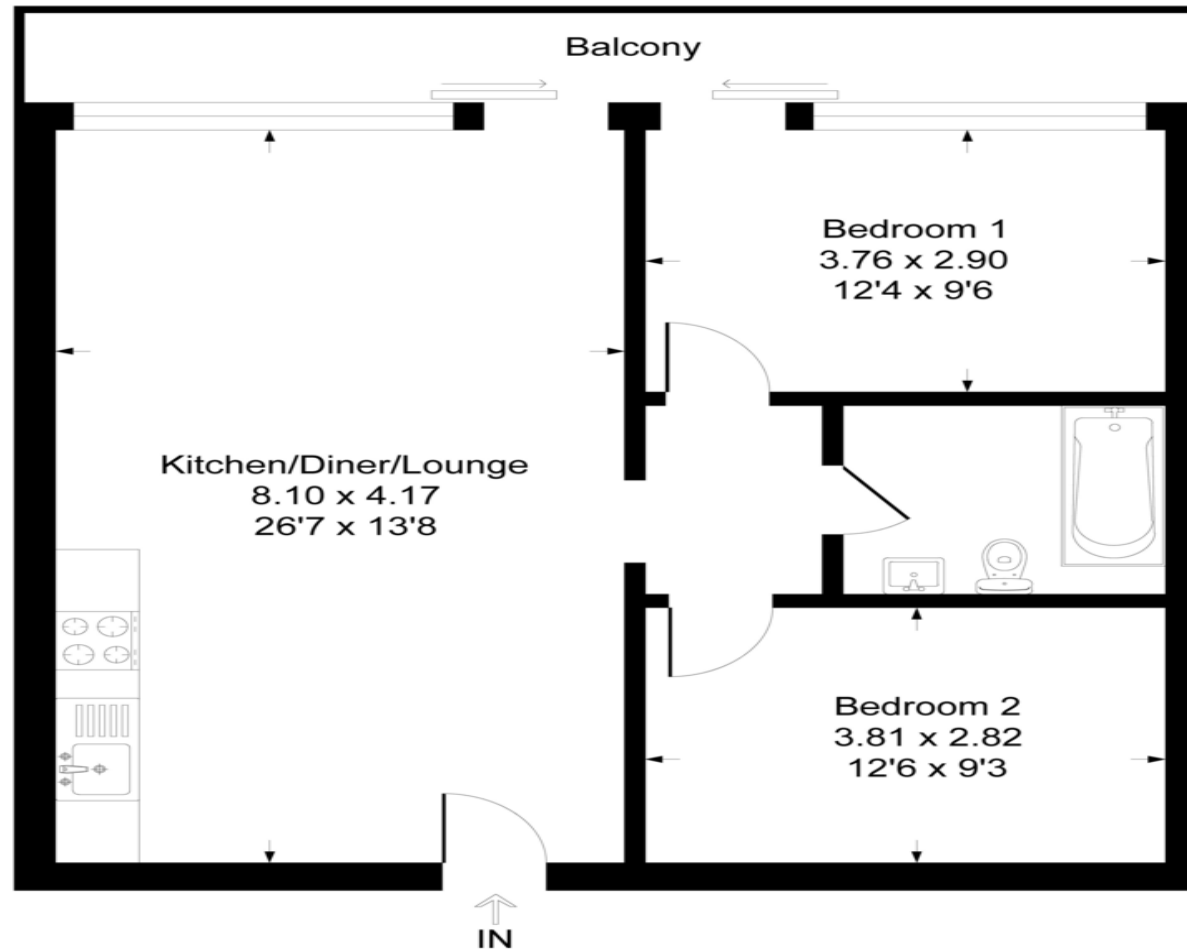 Balcony
Bedroom 1
3.76 x 2.90
12'4 x 9'6
Kitchen/Diner/Lounge
8.10 x 4.17
26'7 x 13'8
Bedroom 2
3.81 x 2.82
12'6 x 9'3
IN